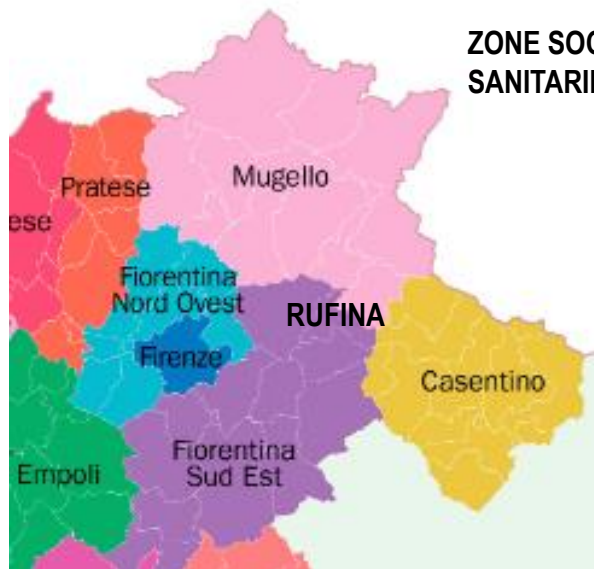 ZONE SOC
SANITARI
Mugello
Pratese
ese
Fiorentina
Nord Ovest
RUFINA
Firenze
Casentino
Fiorentina
Sud Est
Empoli